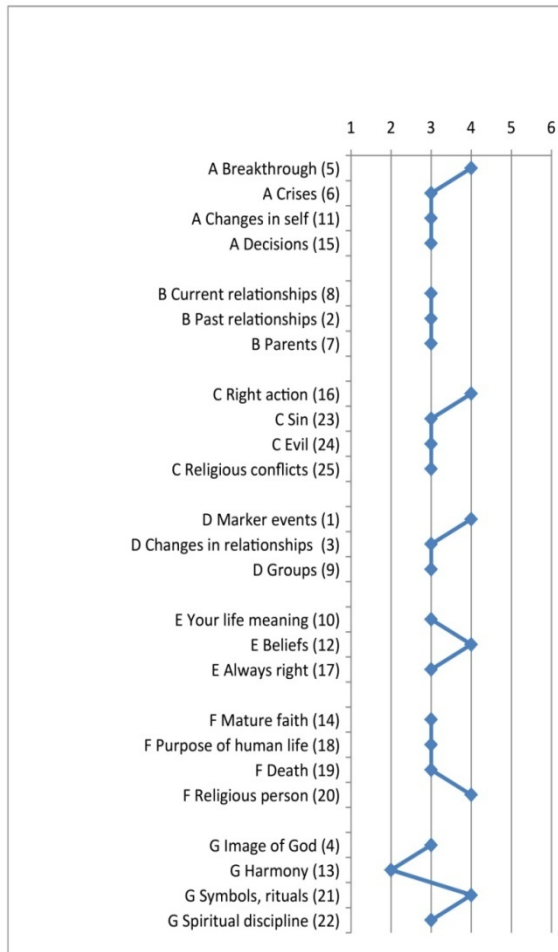 1 2 3 4 5 6
A Breakthrough (5)
A Crises (6)
A Changes in self (11)
A Decisions (15)
B Current relationships (8)
B Past relationships (2)
B Parents (7)
C Right action (16)
C Sin (23)
C Evil (24)
C Religious conflicts (25)
D Marker events (1)
D Changes in relationships (3)
D Groups (9)
E Your life meaning (10)
E Beliefs (12)
E Always right (17)
F Mature faith (14)
F Purpose of human life (18)
F Death (19)
F Religious person (20)
G Image of God (4)
G Harmony (13)
G Symbols, rituals (21)
G Spiritual discipline (22)